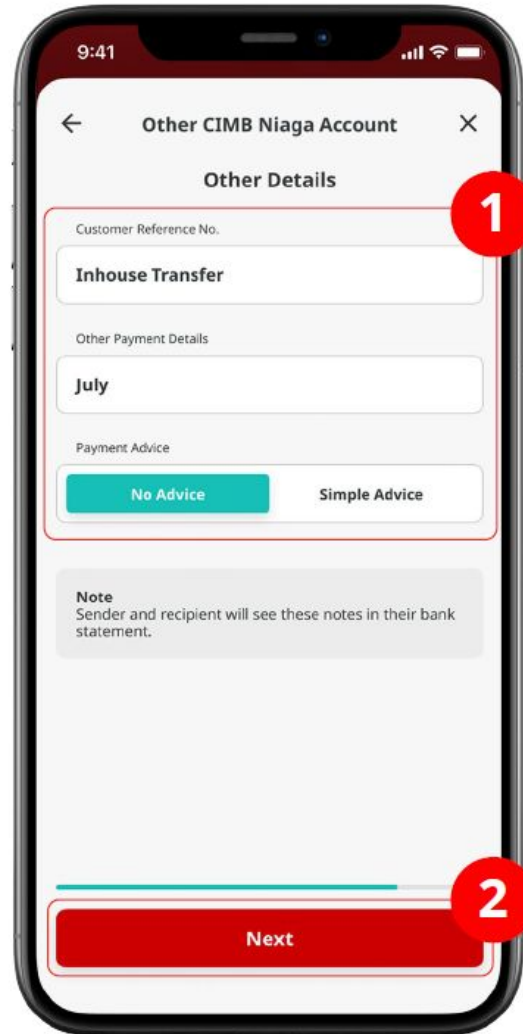 9:41
Other CIMB Niaga Account
Other Details
1
Customer Reference No.
Inhouse Transfer
Other Payment Details
July
Payment Advice
No Advice
Simple Advice
Note
Sender and recipient will see these notes in their bank
statement.
2
Next